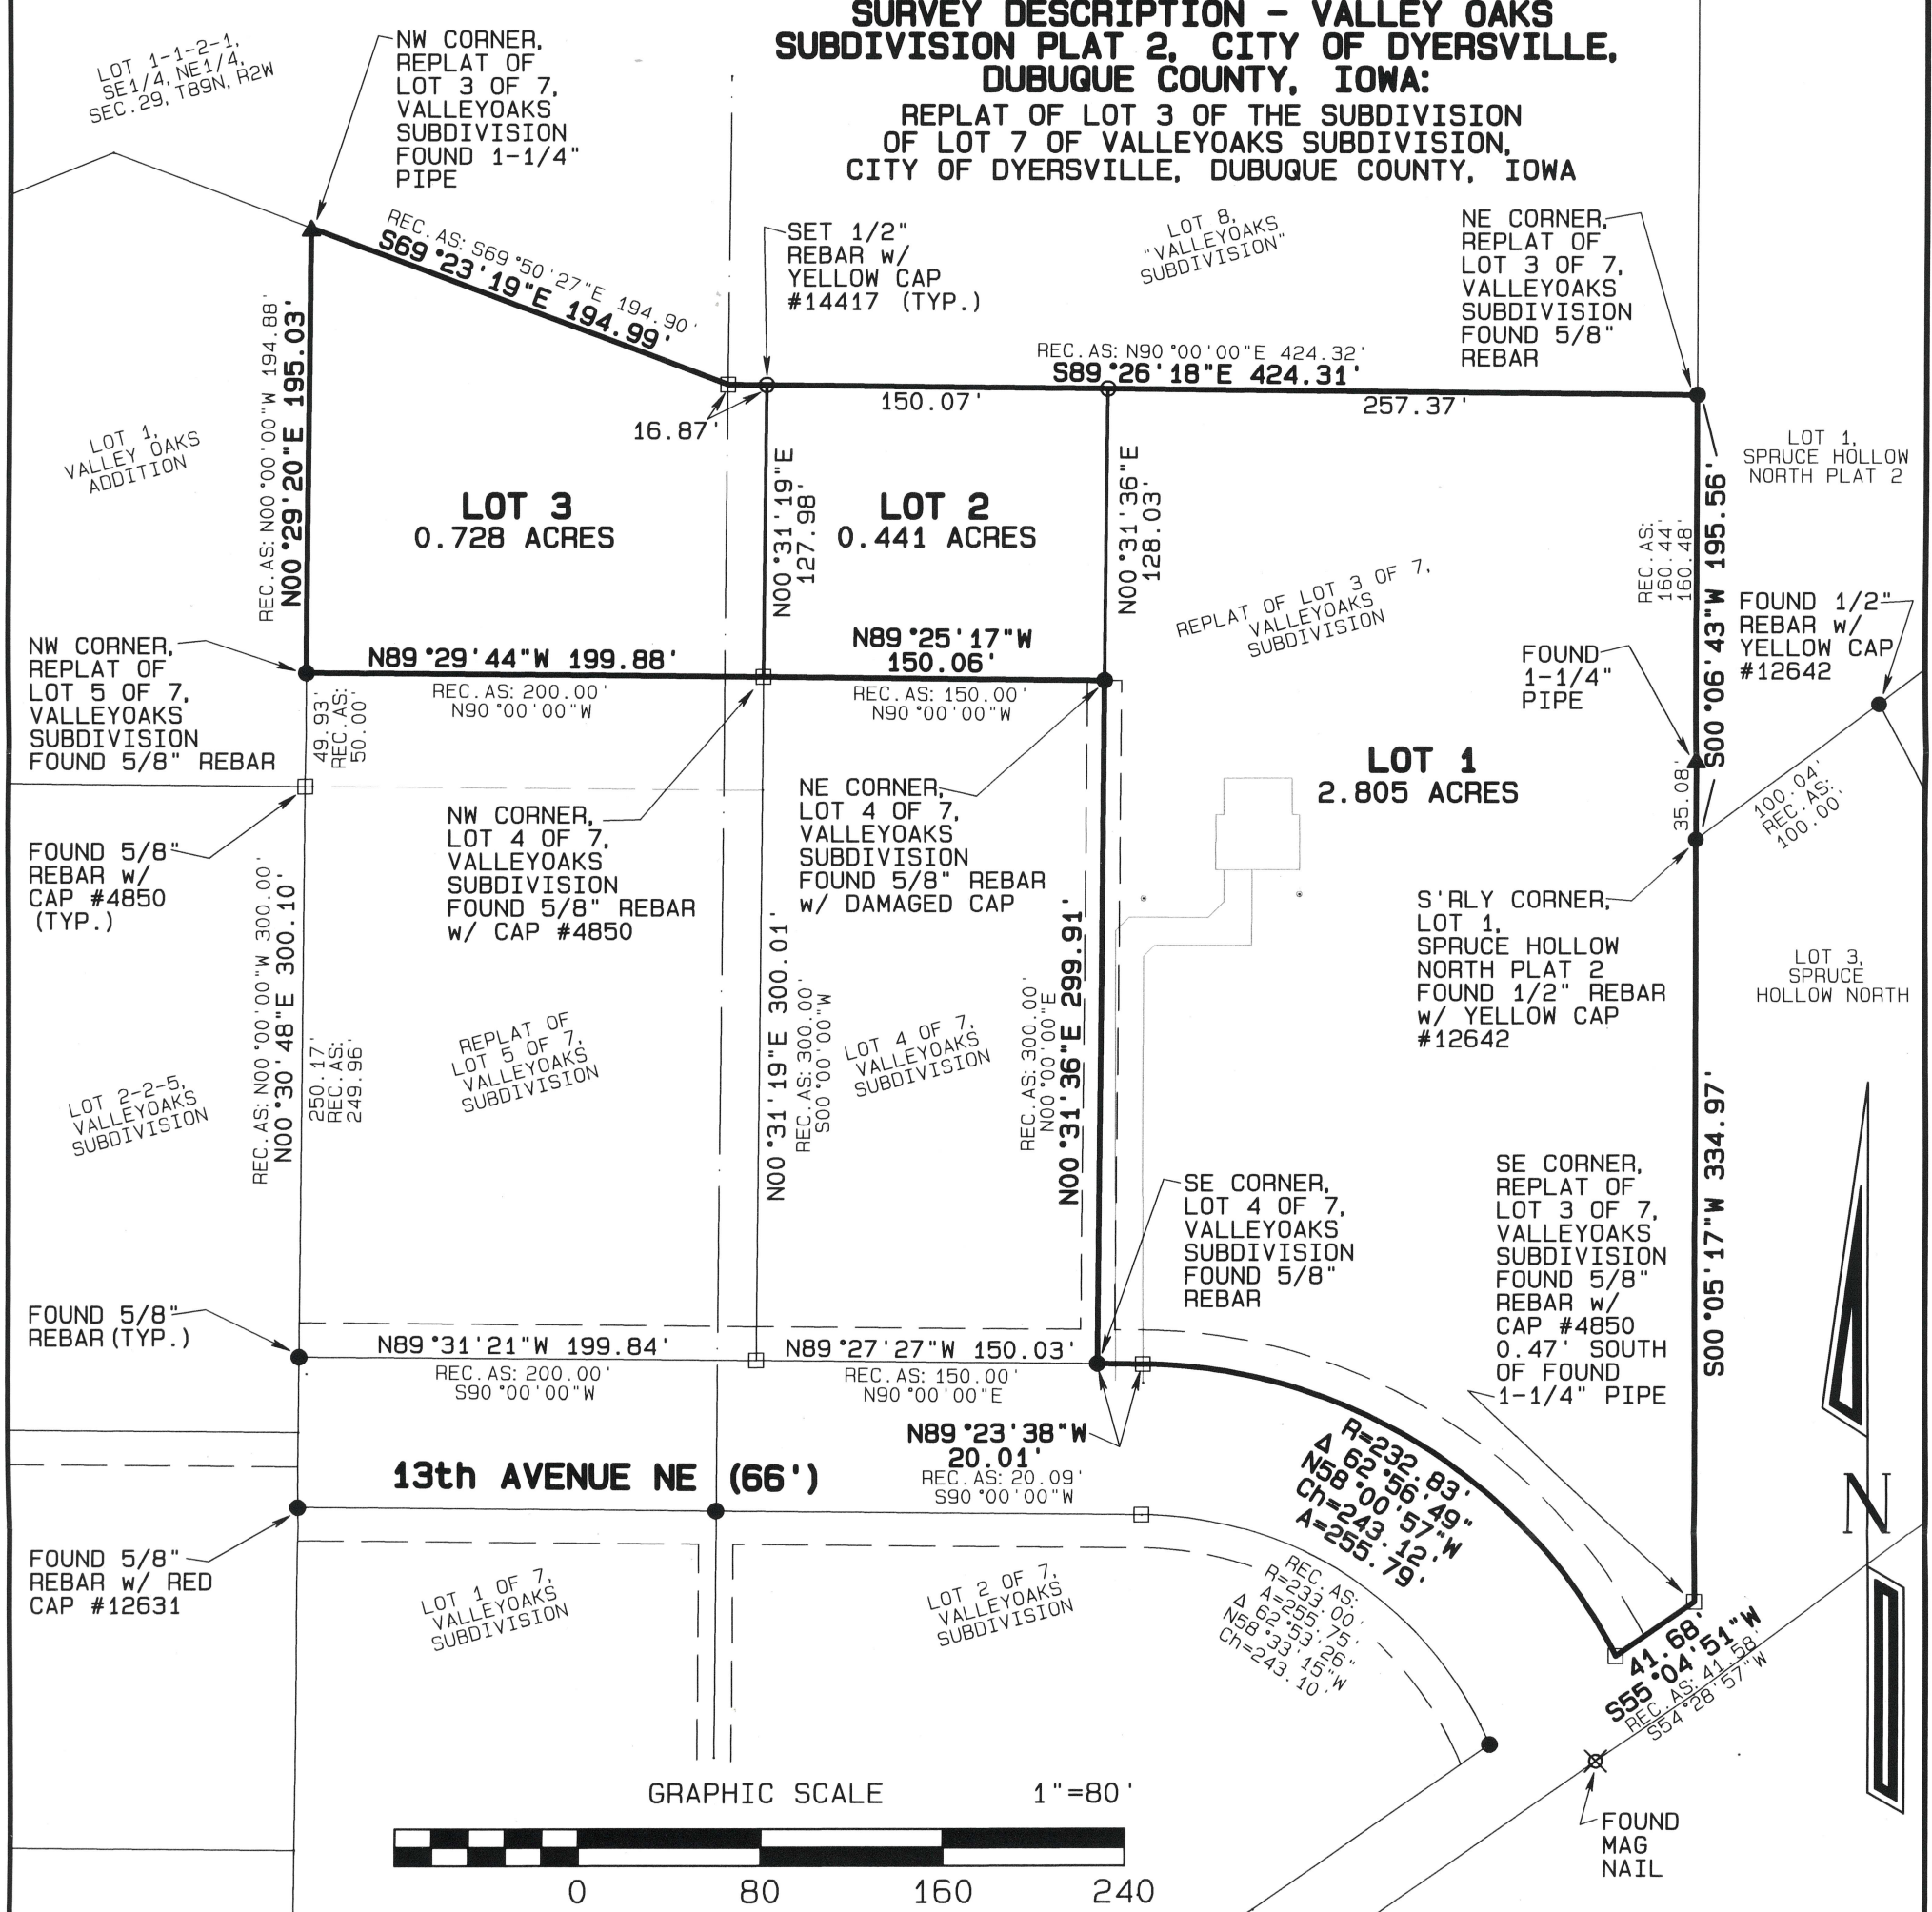 SURVEY DESCRIPTION - VALLEY OAKS
SUBDIVISION PLAT 2, CITY OF DYERSVILLE,
DUBUQUE COUNTY, IOWA:
REPLAT OF LOT 3 OF THE SUBDIVISION
OF LOT 7 OF VALLEYOAKS SUBDIVISION,
CITY OF DYERSVILLE, DUBUQUE COUNTY, IOWA
LOT 1-1-2-1,
SE1/4, NE1/4,
SEC.29, T89N, R2W
NW CORNER,
REPLAT OF
LOT 3 OF 7,
VALLEYOAKS
SUBDIVISION
FOUND 1-1/4"
PIPE
REC. AS: S69°50'27"E 194.90'
S69°23'19"E 194.99'
SET 1/2"
REBAR w/
YELLOW CAP
#14417 (TYP.)
LOT 8,
"VALLEYOAKS
SUBDIVISION"
NE CORNER,
REPLAT OF
LOT 3 OF 7,
VALLEYOAKS
SUBDIVISION
FOUND 5/8"
REBAR
REC. AS: N90°00'00"E 424.32'
S89°26'18"E 424.31'
16.87'
150.07'
257.37'
REC. AS: N00°00'00"W 194.88'
N00°29'20"E 195.03'
LOT 1,
VALLEY OAKS
ADDITION
LOT 3
0.728 ACRES
N00°31'19"E
127.98'
LOT 2
0.441 ACRES
N00°31'36"E
128.03'
REPLAT OF LOT 3 OF 7,
VALLEYOAKS
SUBDIVISION
REC. AS:
160.44'
160.48'
S00°06'43"W 195.56'
LOT 1,
SPRUCE HOLLOW
NORTH PLAT 2
FOUND 1/2"
REBAR w/
YELLOW CAP
#12642
FOUND
1-1/4"
PIPE
NW CORNER,
REPLAT OF
LOT 5 OF 7,
VALLEYOAKS
SUBDIVISION
FOUND 5/8" REBAR
N89°29'44"W 199.88'
REC. AS: 200.00'
N90°00'00"W
N89°25'17"W
150.06'
REC. AS: 150.00'
N90°00'00"W
49.93'
REC. AS:
50.00'
LOT 1
2.805 ACRES
35.08'
100.04'
REC. AS:
100.00'
FOUND 5/8"
REBAR w/
CAP #4850
(TYP.)
NW CORNER,
LOT 4 OF 7,
VALLEYOAKS
SUBDIVISION
FOUND 5/8" REBAR
w/ CAP #4850
NE CORNER,
LOT 4 OF 7,
VALLEYOAKS
SUBDIVISION
FOUND 5/8" REBAR
w/ DAMAGED CAP
S'RLY CORNER,
LOT 1,
SPRUCE HOLLOW
NORTH PLAT 2
FOUND 1/2" REBAR
w/ YELLOW CAP
#12642
LOT 3,
SPRUCE
HOLLOW NORTH
REC. AS: N00°00'00"W 300.00'
N00°30'48"E 300.10'
250.17'
REC. AS:
249.96'
LOT 2-2-5,
VALLEYOAKS
SUBDIVISION
REPLAT OF
LOT 5 OF 7,
VALLEYOAKS
SUBDIVISION
N00°31'19"E 300.01'
REC. AS: 300.00'
S00°00'00"W
LOT 4 OF 7,
VALLEYOAKS
SUBDIVISION
REC. AS: 300.00'
N00°00'00"E
N00°31'36"E 299.91'
SE CORNER,
LOT 4 OF 7,
VALLEYOAKS
SUBDIVISION
FOUND 5/8"
REBAR
SE CORNER,
REPLAT OF
LOT 3 OF 7,
VALLEYOAKS
SUBDIVISION
FOUND 5/8"
REBAR w/
CAP #4850
0.47' SOUTH
OF FOUND
1-1/4" PIPE
S00°05'17"W 334.97'
FOUND 5/8"
REBAR (TYP.)
N89°31'21"W 199.84'
REC. AS: 200.00'
S90°00'00"W
N89°27'27"W 150.03'
REC. AS: 150.00'
N90°00'00"E
N89°23'38"W
20.01'
REC. AS: 20.09'
S90°00'00"W
13th AVENUE NE (66')
R=232.83'
Δ 62°56'49"
N58°00'57"W
Ch=243.12'
A=255.79'
REC. AS:
R=233.00'
A=255.75'
Δ 62°53'26"
N58°33'15"W
Ch=243.10'
N
FOUND 5/8"
REBAR w/ RED
CAP #12631
LOT 1 OF 7,
VALLEYOAKS
SUBDIVISION
LOT 2 OF 7,
VALLEYOAKS
SUBDIVISION
41.68'
S55°04'51"W
REC. AS: 41.58'
S54°28'57"W
FOUND
MAG
NAIL
GRAPHIC SCALE 1"=80'
0 80 160 240